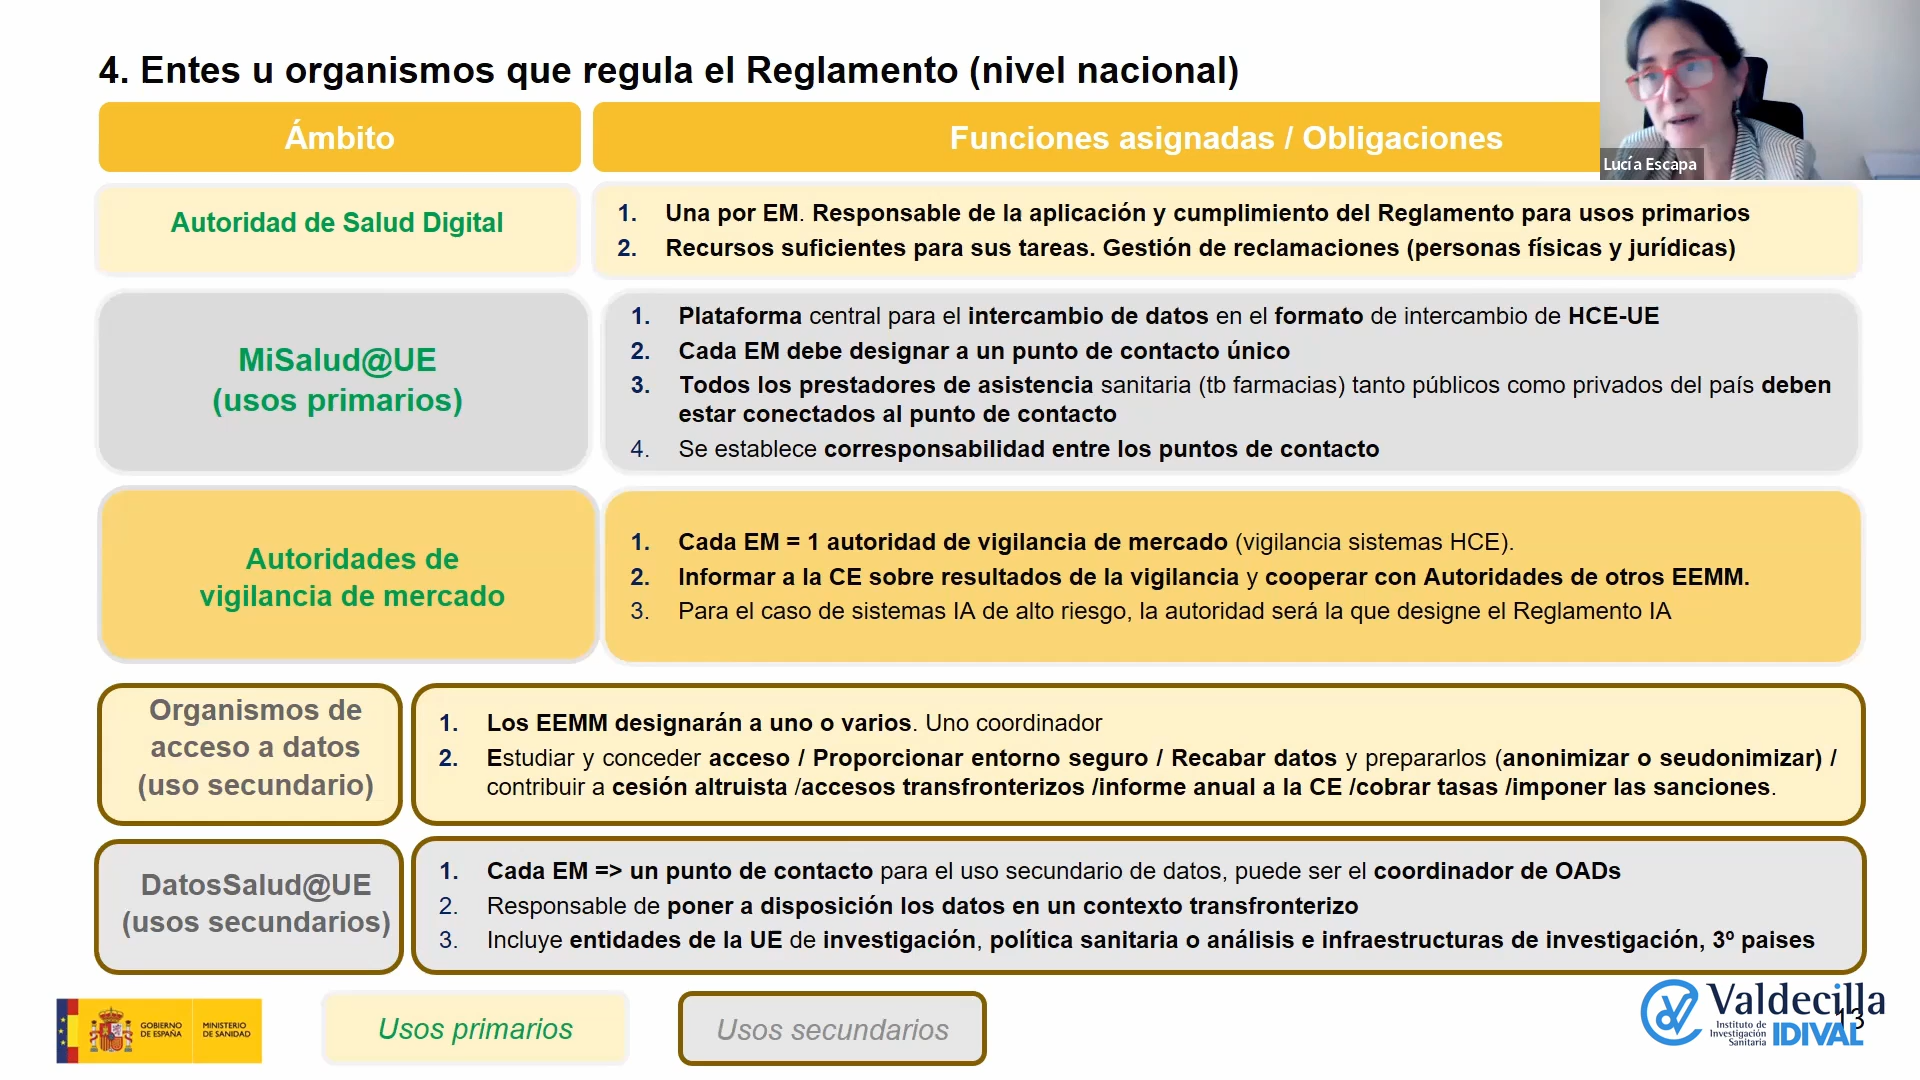 4. Entes u organismos que regula el Reglamento (nivel nacional)
Ámbito
Funciones asignadas / Obligaciones
Lucía Escapa
Autoridad de Salud Digital
1. Una por EM. Responsable de la aplicación y cumplimiento del Reglamento para usos primarios
2. Recursos suficientes para sus tareas. Gestión de reclamaciones (personas físicas y jurídicas)
MiSalud@UE
(usos primarios)
1. Plataforma central para el intercambio de datos en el formato de intercambio de HCE-UE
2. Cada EM debe designar a un punto de contacto único
3. Todos los prestadores de asistencia sanitaria (tb farmacias) tanto públicos como privados del país deben
estar conectados al punto de contacto
4. Se establece corresponsabilidad entre los puntos de contacto
Autoridades de
vigilancia de mercado
1. Cada EM = 1 autoridad de vigilancia de mercado (vigilancia sistemas HCE).
2. Informar a la CE sobre resultados de la vigilancia y cooperar con Autoridades de otros EEMM.
3. Para el caso de sistemas IA de alto riesgo, la autoridad será la que designe el Reglamento IA
Organismos de
acceso a datos
(uso secundario)
1. Los EEMM designarán a uno o varios. Uno coordinador
2. Estudiar y conceder acceso / Proporcionar entorno seguro / Recabar datos y prepararlos (anonimizar o seudonimizar) /
contribuir a cesión altruista /accesos transfronterizos /informe anual a la CE /cobrar tasas /imponer las sanciones.
DatosSalud@UE
(usos secundarios)
1. Cada EM => un punto de contacto para el uso secundario de datos, puede ser el coordinador de OADs
2. Responsable de poner a disposición los datos en un contexto transfronterizo
3. Incluye entidades de la UE de investigación, política sanitaria o análisis e infraestructuras de investigación, 3º paises
GOBIERNO
DE ESPAÑA
MINISTERIO
DE SANIDAD
Usos primarios
Usos secundarios
Valdecilla
Instituto de
Investigación
Sanitaria
IDIVAL
13